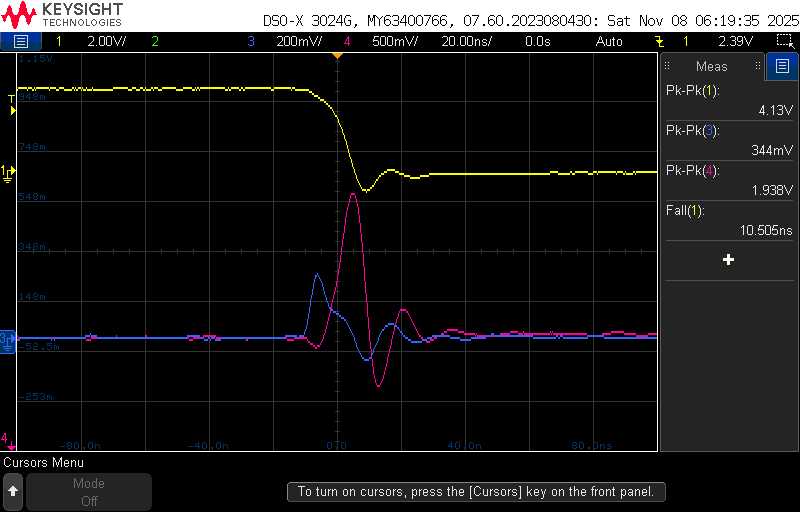 KEYSIGHT
TECHNOLOGIES
DSO-X 3024G, MY63400766, 07.60.2023080430: Sat Nov 08 06:19:35 2025
1 2.00V/ 2 3 200mV/ 4 500mV/ 20.00ns/ 0.0s Auto 1 2.39V
1.15V
948m
748m
548m
348m
148m
-52.5m
-253m
T
1
3
4
-80.0n -40.0n 0.0 40.0n 80.0ns
Meas
Pk-Pk(1):
4.13V
Pk-Pk(3):
344mV
Pk-Pk(4):
1.938V
Fall(1):
10.505ns
Cursors Menu
Mode
Off
To turn on cursors, press the [Cursors] key on the front panel.